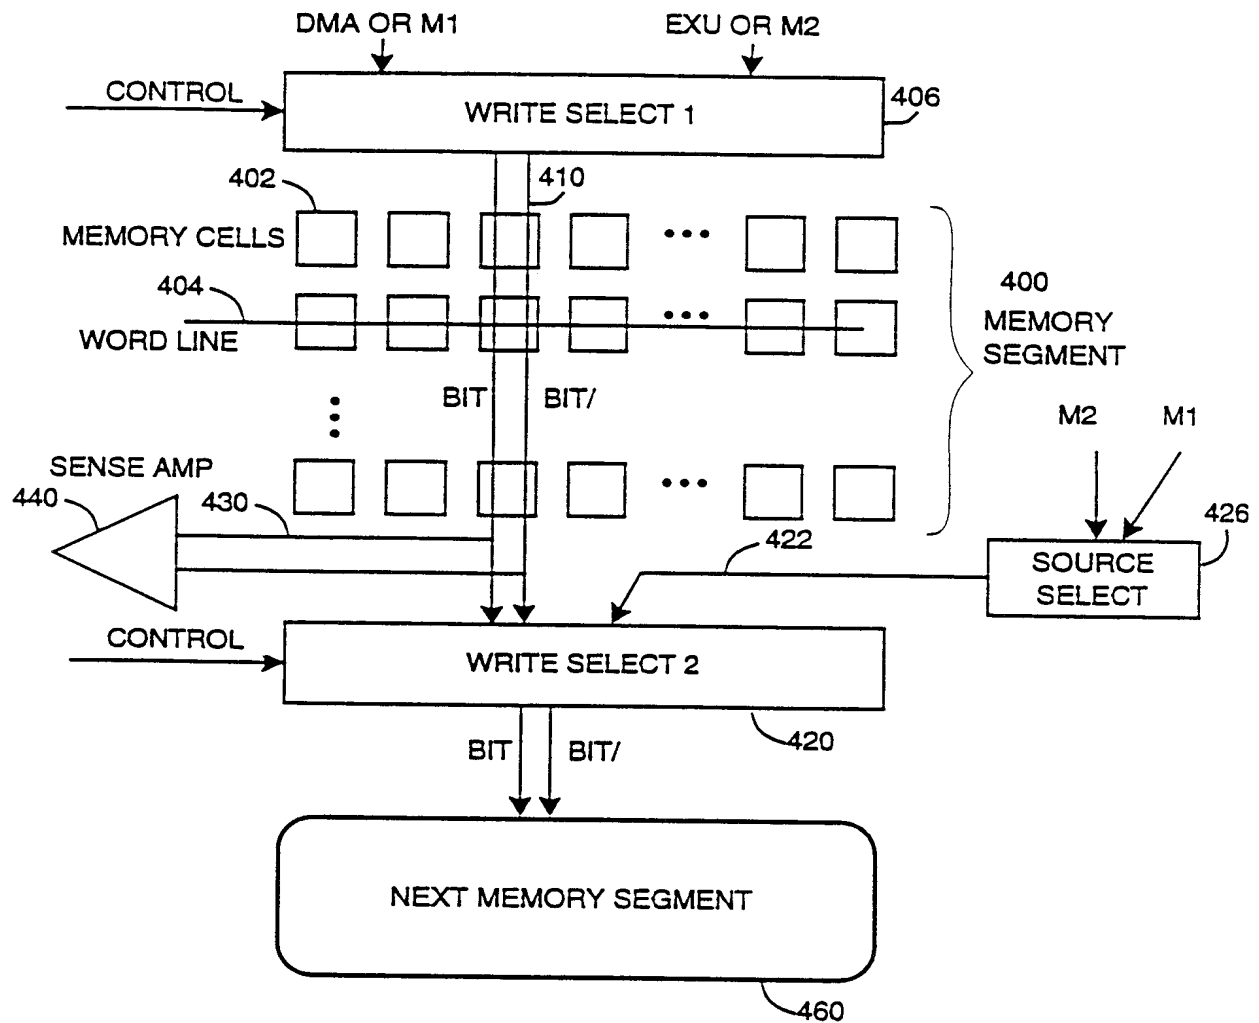 DMA OR M1
EXU OR M2
CONTROL
WRITE SELECT 1
406
402
410
MEMORY CELLS
404
WORD LINE
400
MEMORY
SEGMENT
BIT
BIT/
M2
M1
SENSE AMP
440
430
422
426
SOURCE
SELECT
CONTROL
WRITE SELECT 2
420
BIT
BIT/
NEXT MEMORY SEGMENT
460